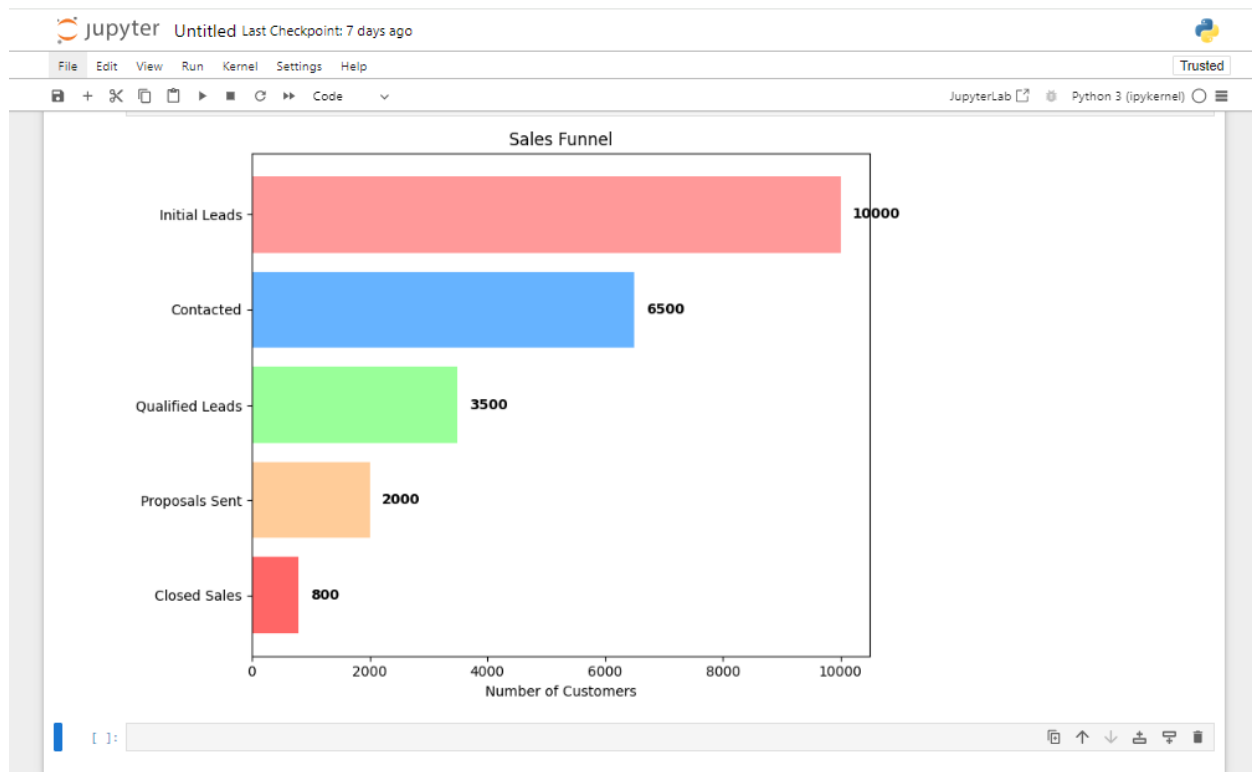 jupyter Untitled Last Checkpoint: 7 days ago
File Edit View Run Kernel Settings Help
Trusted
Code
JupyterLab
Python 3 (ipykernel)
Sales Funnel
Initial Leads
10000
Contacted
6500
Qualified Leads
3500
Proposals Sent
2000
Closed Sales
800
0 2000 4000 6000 8000 10000
Number of Customers
[ ]: